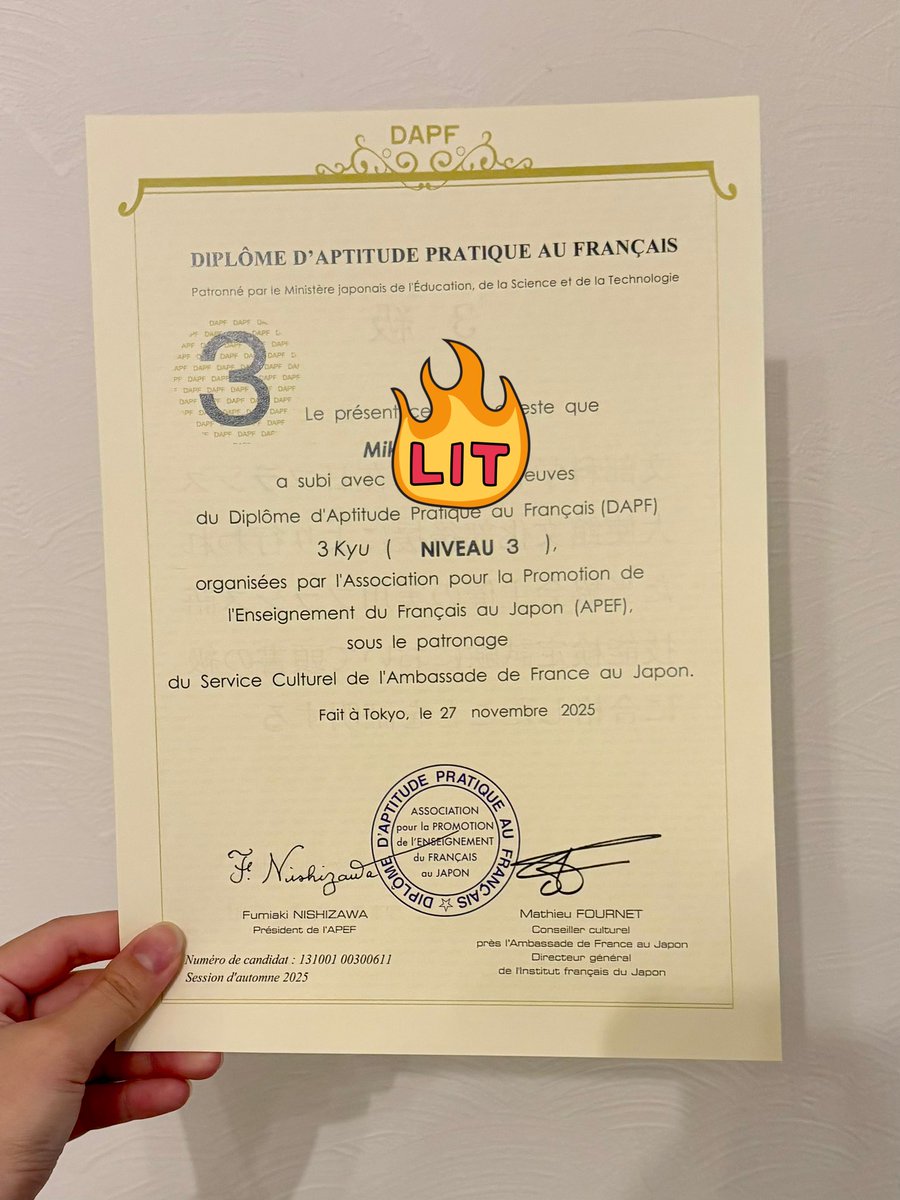 DAPF
DIPLÔME D'APTITUDE PRATIQUE AU FRANÇAIS
Patronné par le Ministère japonais de l'Éducation, de la Science et de la Technologie
3
Le présent ce este que
Mik
LIT
a subi avec euves
du Diplôme d'Aptitude Pratique au Français (DAPF)
3 Kyu ( NIVEAU 3 ),
organisées par l'Association pour la Promotion de
l'Enseignement du Français au Japon (APEF),
sous le patronage
du Service Culturel de l'Ambassade de France au Japon.
Fait à Tokyo, le 27 novembre 2025
DIPLÔME D'APTITUDE PRATIQUE AU FRANÇAIS
ASSOCIATION
pour la PROMOTION
de l'ENSEIGNEMENT
du FRANÇAIS
au JAPON
F. Nishizawa
Fumiaki NISHIZAWA
Président de l'APEF
Mathieu FOURNET
Conseiller culturel
près l'Ambassade de France au Japon
Directeur général
de l'Institut français du Japon
Numéro de candidat : 131001 00300611
Session d'automne 2025